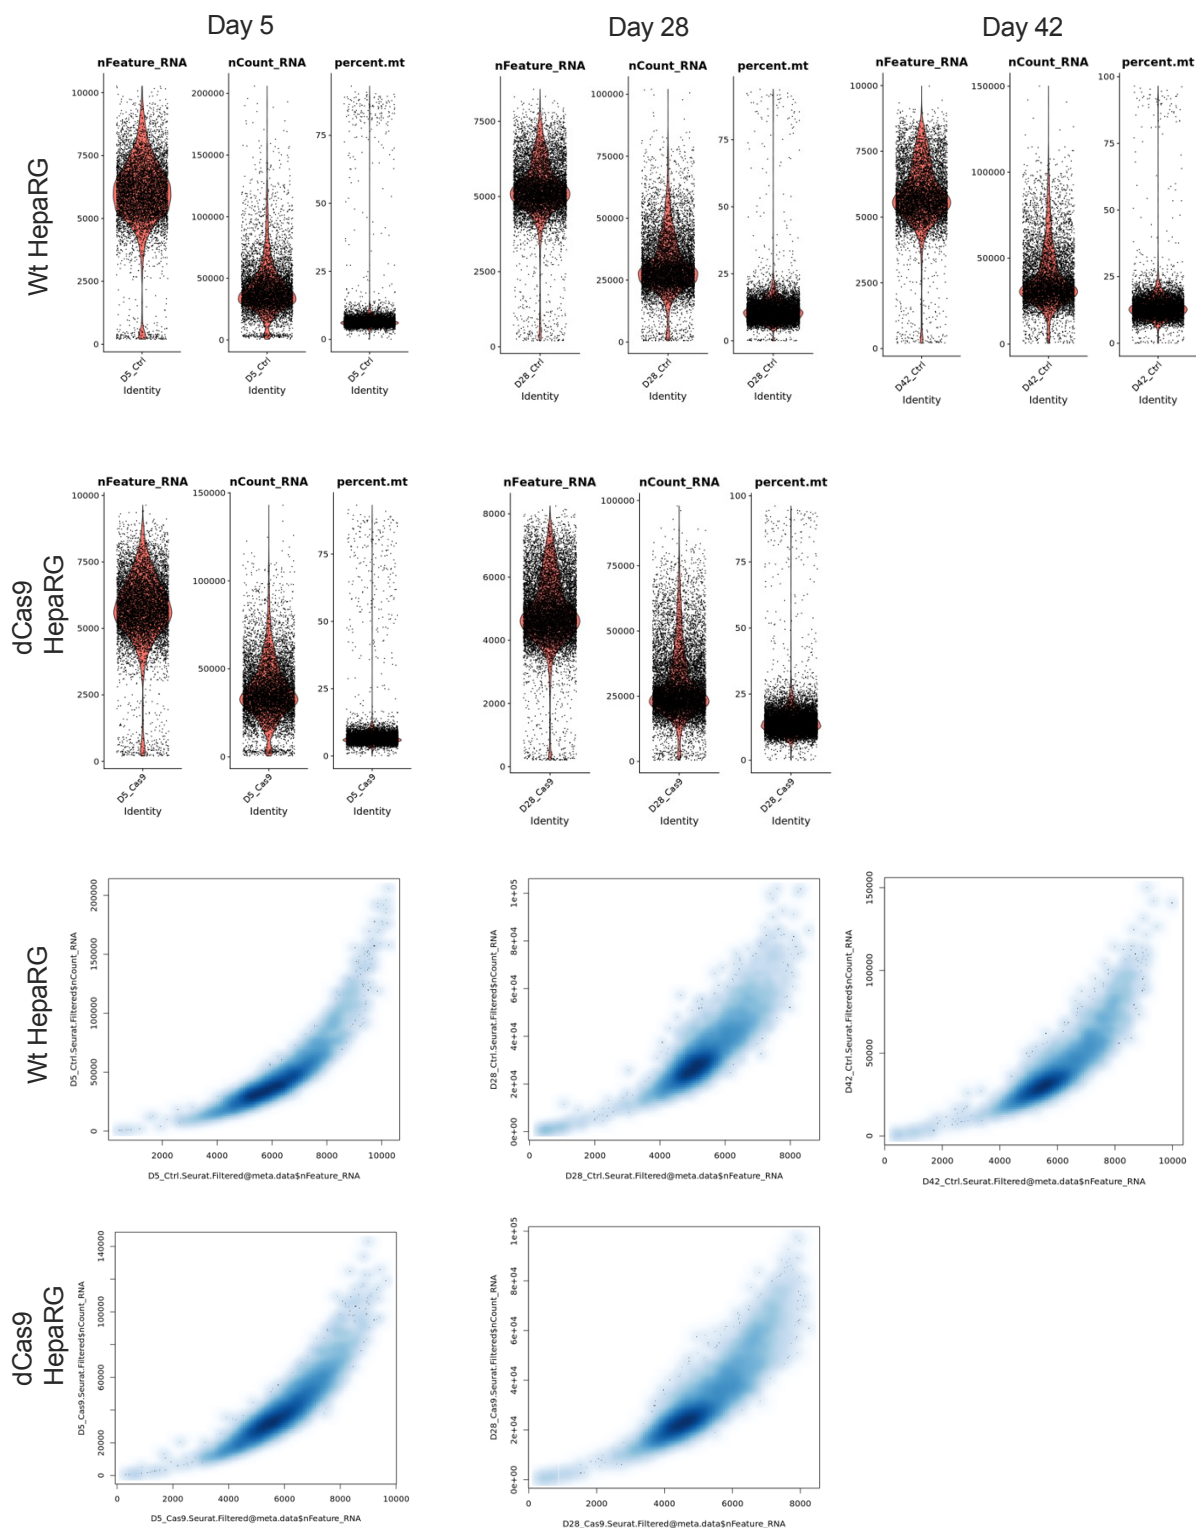 Day 5
Day 28
Day 42
Wt HepaRG
nFeature_RNA
10000
7500
5000
2500
0
D5_Ctrl
Identity
nCount_RNA
200000
150000
100000
50000
0
D5_Ctrl
Identity
percent.mt
75
50
25
0
D5_Ctrl
Identity
nFeature_RNA
7500
5000
2500
0
D28_Ctrl
Identity
nCount_RNA
100000
75000
50000
25000
0
D28_Ctrl
Identity
percent.mt
75
50
25
0
D28_Ctrl
Identity
nFeature_RNA
10000
7500
5000
2500
0
D42_Ctrl
Identity
nCount_RNA
150000
100000
50000
0
D42_Ctrl
Identity
percent.mt
100
75
50
25
0
D42_Ctrl
Identity
dCas9
HepaRG
nFeature_RNA
10000
7500
5000
2500
0
D5_Cas9
Identity
nCount_RNA
150000
100000
50000
0
D5_Cas9
Identity
percent.mt
75
50
25
0
D5_Cas9
Identity
nFeature_RNA
8000
6000
4000
2000
0
D28_Cas9
Identity
nCount_RNA
100000
75000
50000
25000
0
D28_Cas9
Identity
percent.mt
100
75
50
25
0
D28_Cas9
Identity
Wt HepaRG
D5_Ctrl.Seurat.Filtered$nCount_RNA
200000
150000
100000
50000
0
0 2000 4000 6000 8000 10000
D5_Ctrl.Seurat.Filtered@meta.data$nFeature_RNA
D28_Ctrl.Seurat.Filtered$nCount_RNA
1e+05
8e+04
6e+04
4e+04
2e+04
0e+00
0 2000 4000 6000 8000
D28_Ctrl.Seurat.Filtered@meta.data$nFeature_RNA
D42_Ctrl.Seurat.Filtered$nCount_RNA
150000
100000
50000
0
0 2000 4000 6000 8000 10000
D42_Ctrl.Seurat.Filtered@meta.data$nFeature_RNA
dCas9
HepaRG
D5_Cas9.Seurat.Filtered$nCount_RNA
140000
100000
60000
20000
0
0 2000 4000 6000 8000 10000
D5_Cas9.Seurat.Filtered@meta.data$nFeature_RNA
D28_Cas9.Seurat.Filtered$nCount_RNA
1e+05
8e+04
6e+04
4e+04
2e+04
0e+00
0 2000 4000 6000 8000
D28_Cas9.Seurat.Filtered@meta.data$nFeature_RNA